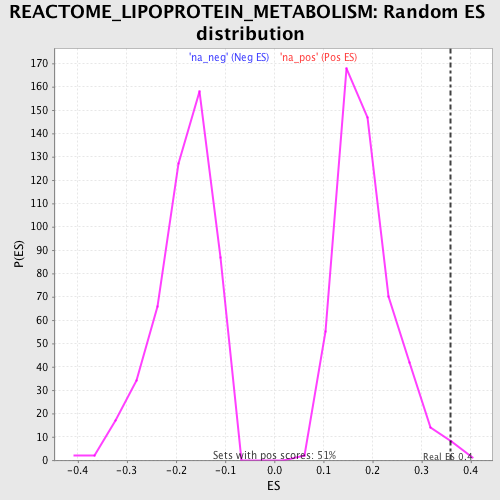 REACTOME_LIPOPROTEIN_METABOLISM: Random ES
distribution
'na_neg' (Neg ES) 'na_pos' (Pos ES)
170
160
150
140
130
120
110
100
90
80
70
60
50
40
30
20
10
0
P(ES)
Sets with pos scores: 51%
Real ES 0.4
-0.4 -0.3 -0.2 -0.1 0.0 0.1 0.2 0.3 0.4
ES